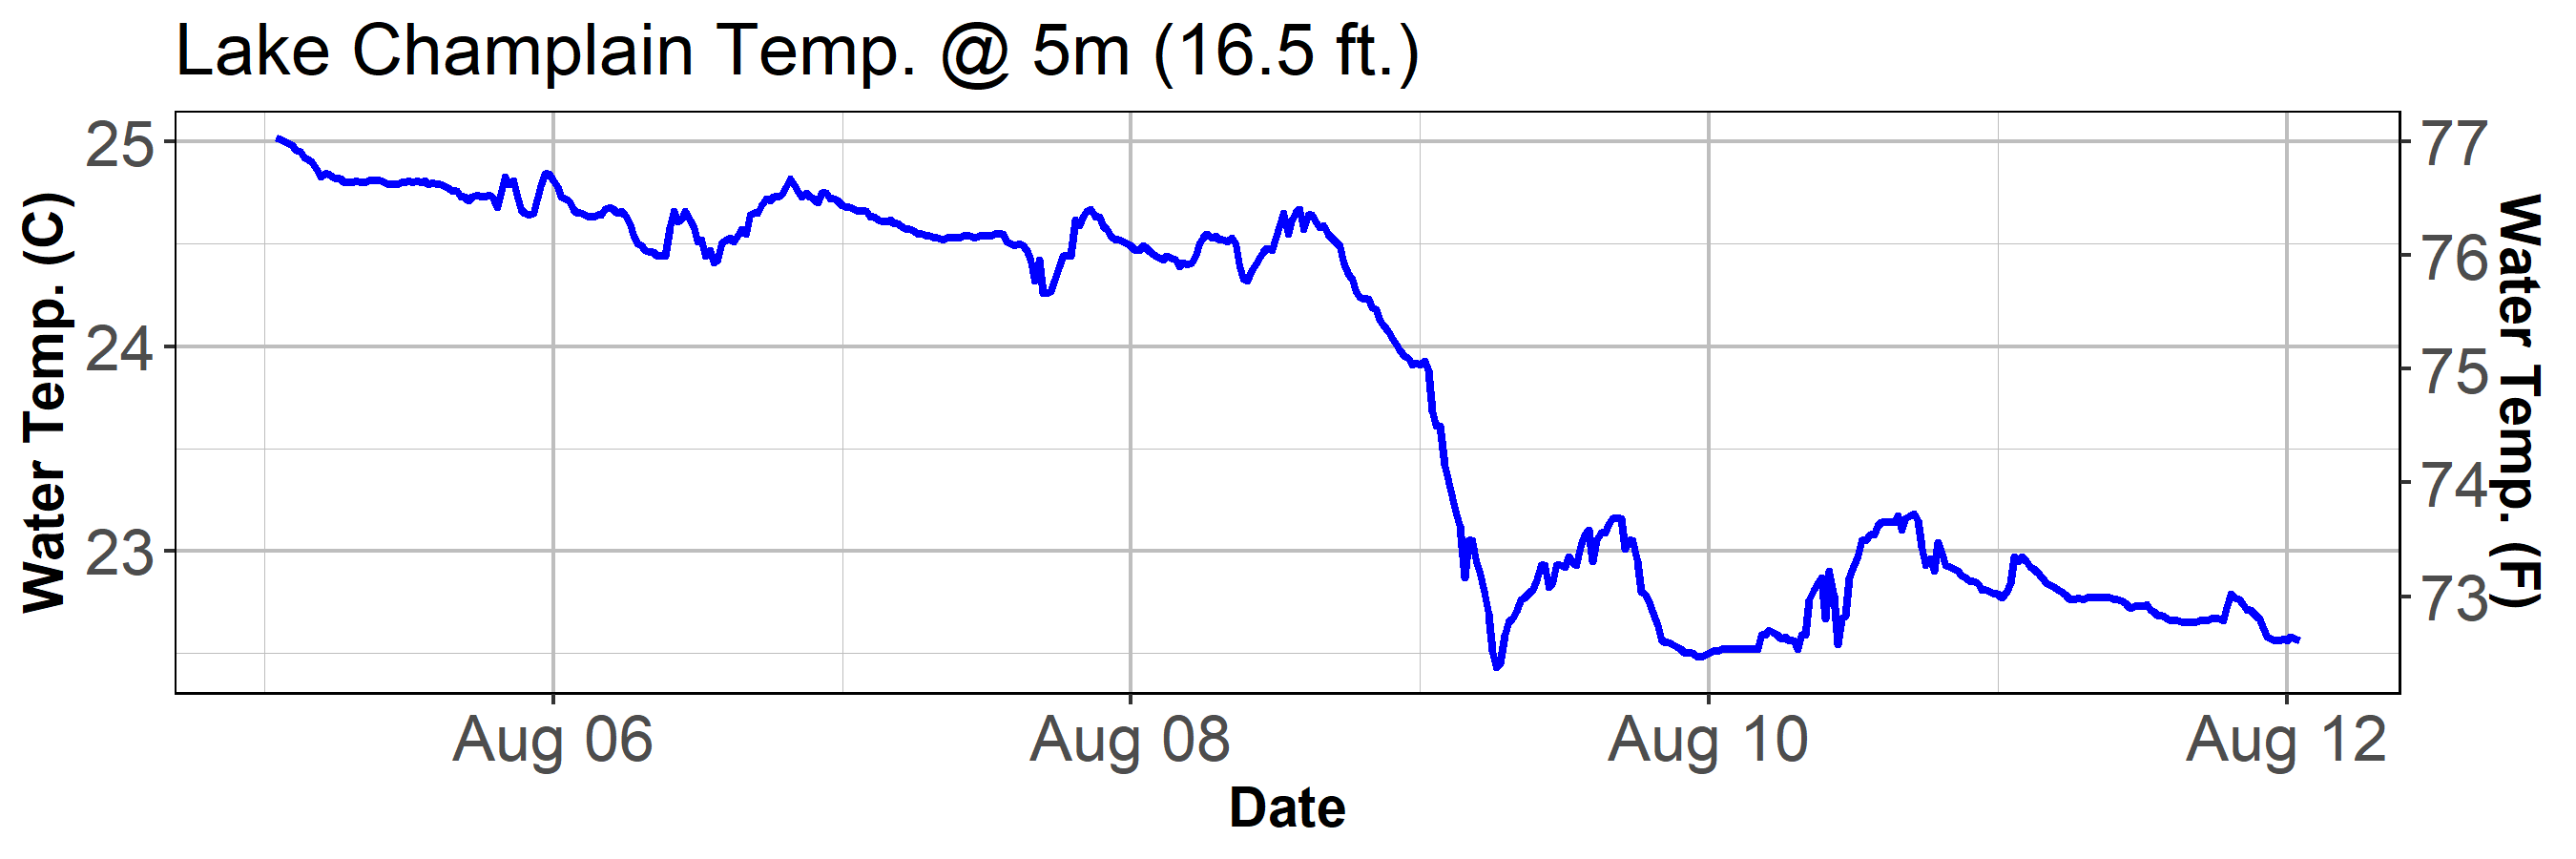 Lake Champlain Temp. @ 5m (16.5 ft.)
Water Temp. (C)
25
24
23
77
76
75
74
73
Water Temp. (F)
Aug 06 Aug 08 Aug 10 Aug 12
Date